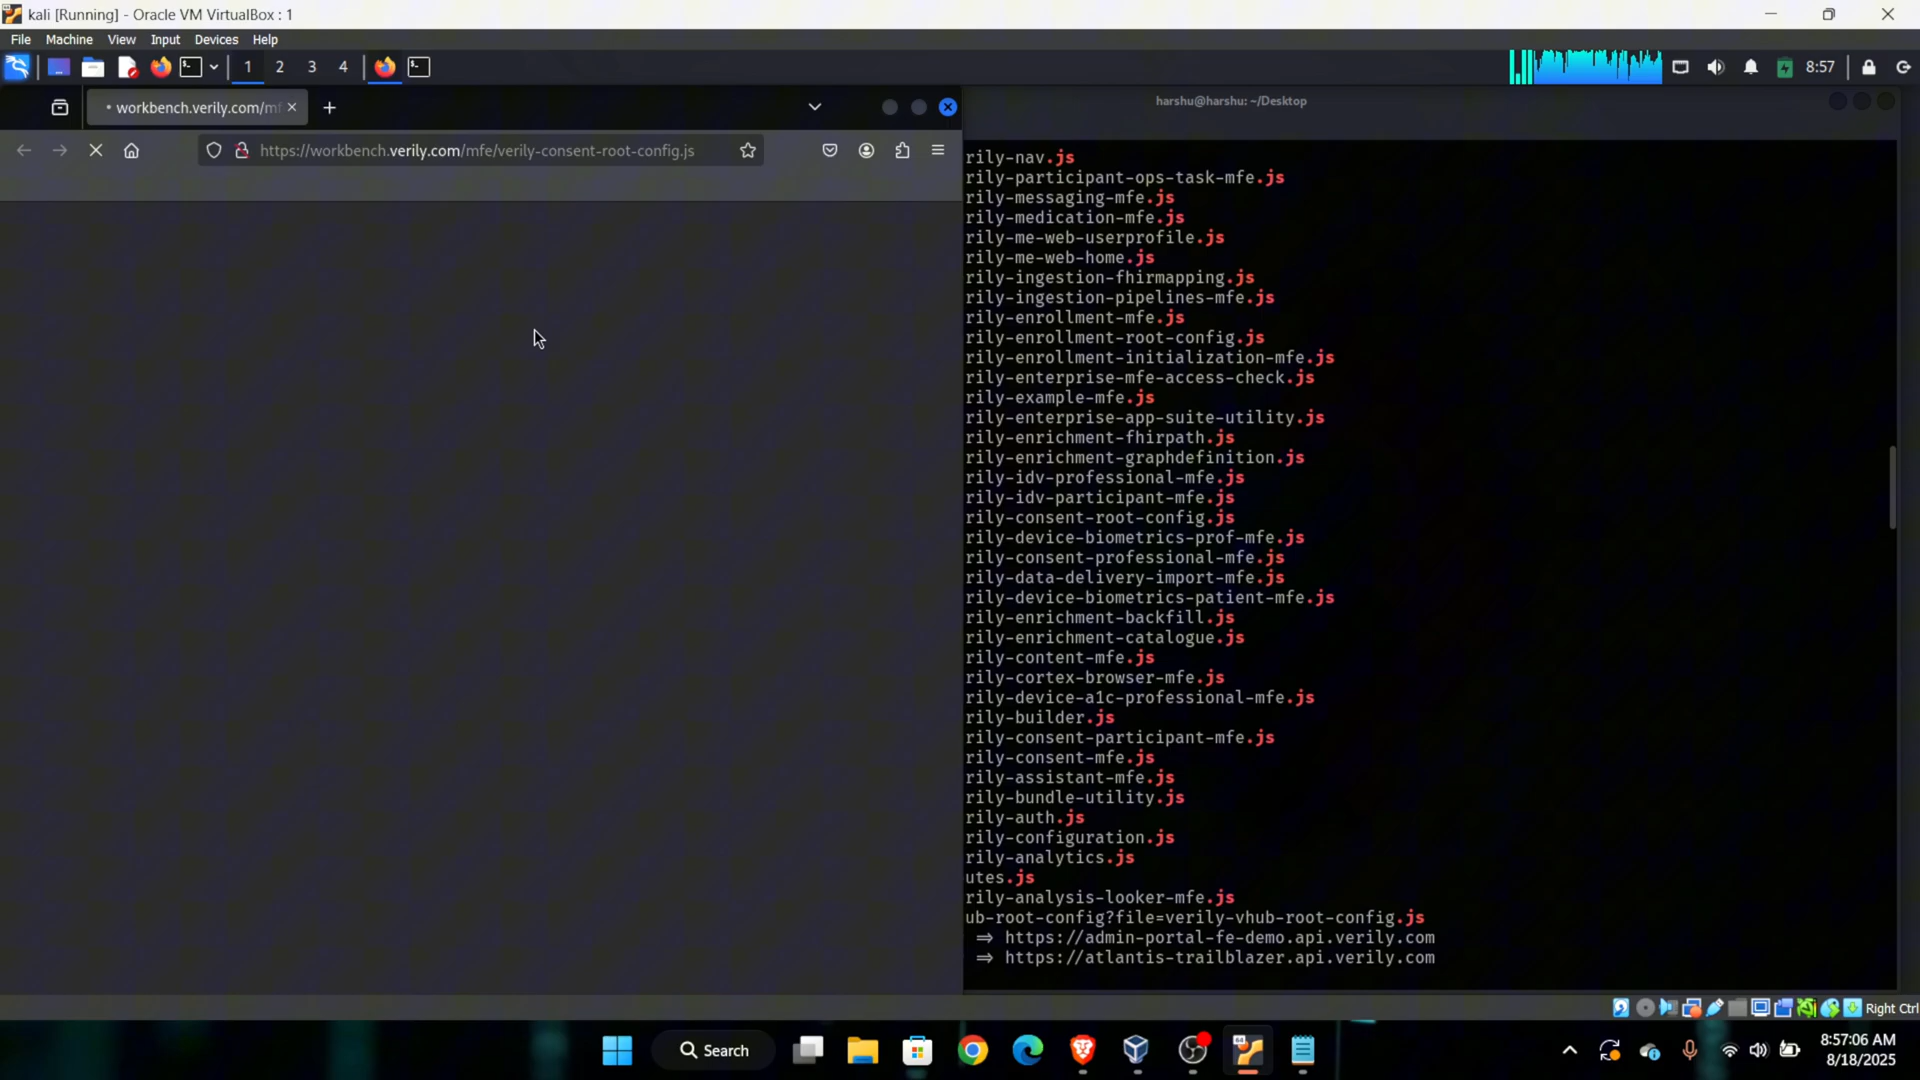 kali [Running] - Oracle VM VirtualBox : 1
File Machine View Input Devices Help
1 2 3 4 8:57
workbench.verily.com/mf
https://workbench.verily.com/mfe/verily-consent-root-config.js
harshu@harshu: ~/Desktop
rily-nav.js
rily-participant-ops-task-mfe.js
rily-messaging-mfe.js
rily-medication-mfe.js
rily-me-web-userprofile.js
rily-me-web-home.js
rily-ingestion-fhirmapping.js
rily-ingestion-pipelines-mfe.js
rily-enrollment-mfe.js
rily-enrollment-root-config.js
rily-enrollment-initialization-mfe.js
rily-enterprise-mfe-access-check.js
rily-example-mfe.js
rily-enterprise-app-suite-utility.js
rily-enrichment-fhirpath.js
rily-enrichment-graphdefinition.js
rily-idv-professional-mfe.js
rily-idv-participant-mfe.js
rily-consent-root-config.js
rily-device-biometrics-prof-mfe.js
rily-consent-professional-mfe.js
rily-data-delivery-import-mfe.js
rily-device-biometrics-patient-mfe.js
rily-enrichment-backfill.js
rily-enrichment-catalogue.js
rily-content-mfe.js
rily-cortex-browser-mfe.js
rily-device-a1c-professional-mfe.js
rily-builder.js
rily-consent-participant-mfe.js
rily-consent-mfe.js
rily-assistant-mfe.js
rily-bundle-utility.js
rily-auth.js
rily-configuration.js
rily-analytics.js
utes.js
rily-analysis-looker-mfe.js
ub-root-config?file=verily-vhub-root-config.js
⇒ https://admin-portal-fe-demo.api.verily.com
⇒ https://atlantis-trailblazer.api.verily.com
Right Ctrl
Search
8:57:06 AM
8/18/2025